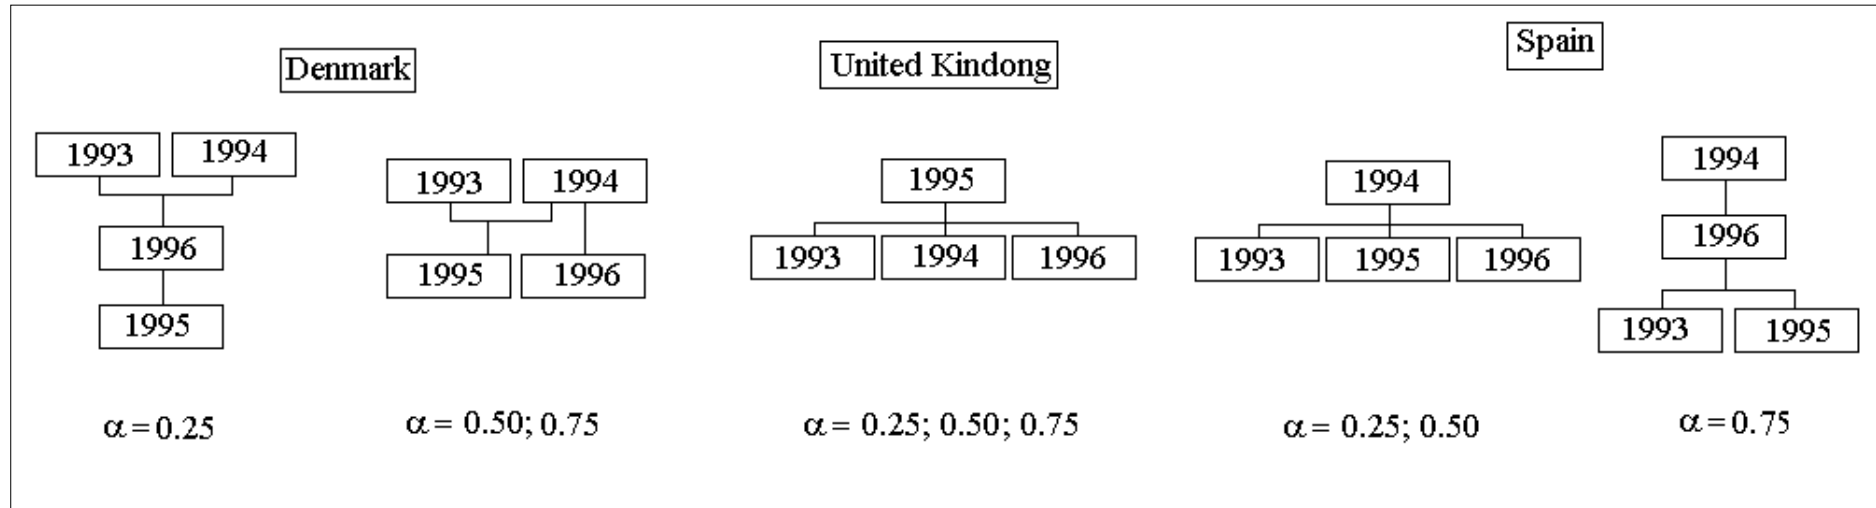 Denmark
United Kindong
Spain
1993 1994
1996
1995
α = 0.25
1993 1994
1995 1996
α = 0.50; 0.75
1995
1993 1994 1996
α = 0.25; 0.50; 0.75
1994
1993 1995 1996
α = 0.25; 0.50
1994
1996
1993 1995
α = 0.75